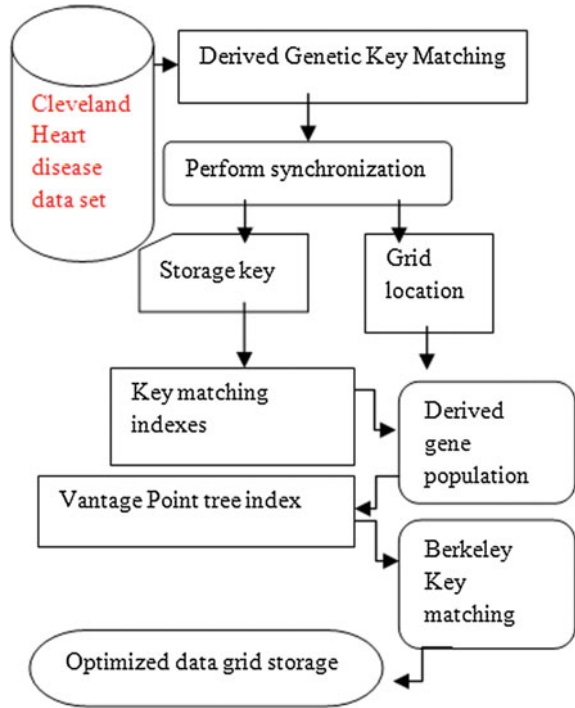 Derived Genetic Key Matching
Cleveland
Heart
disease
data set
Perform synchronization
Storage key
Grid
location
Key matching
indexes
Derived
gene
population
Vantage Point tree index
Berkeley
Key
matching
Optimized data grid storage